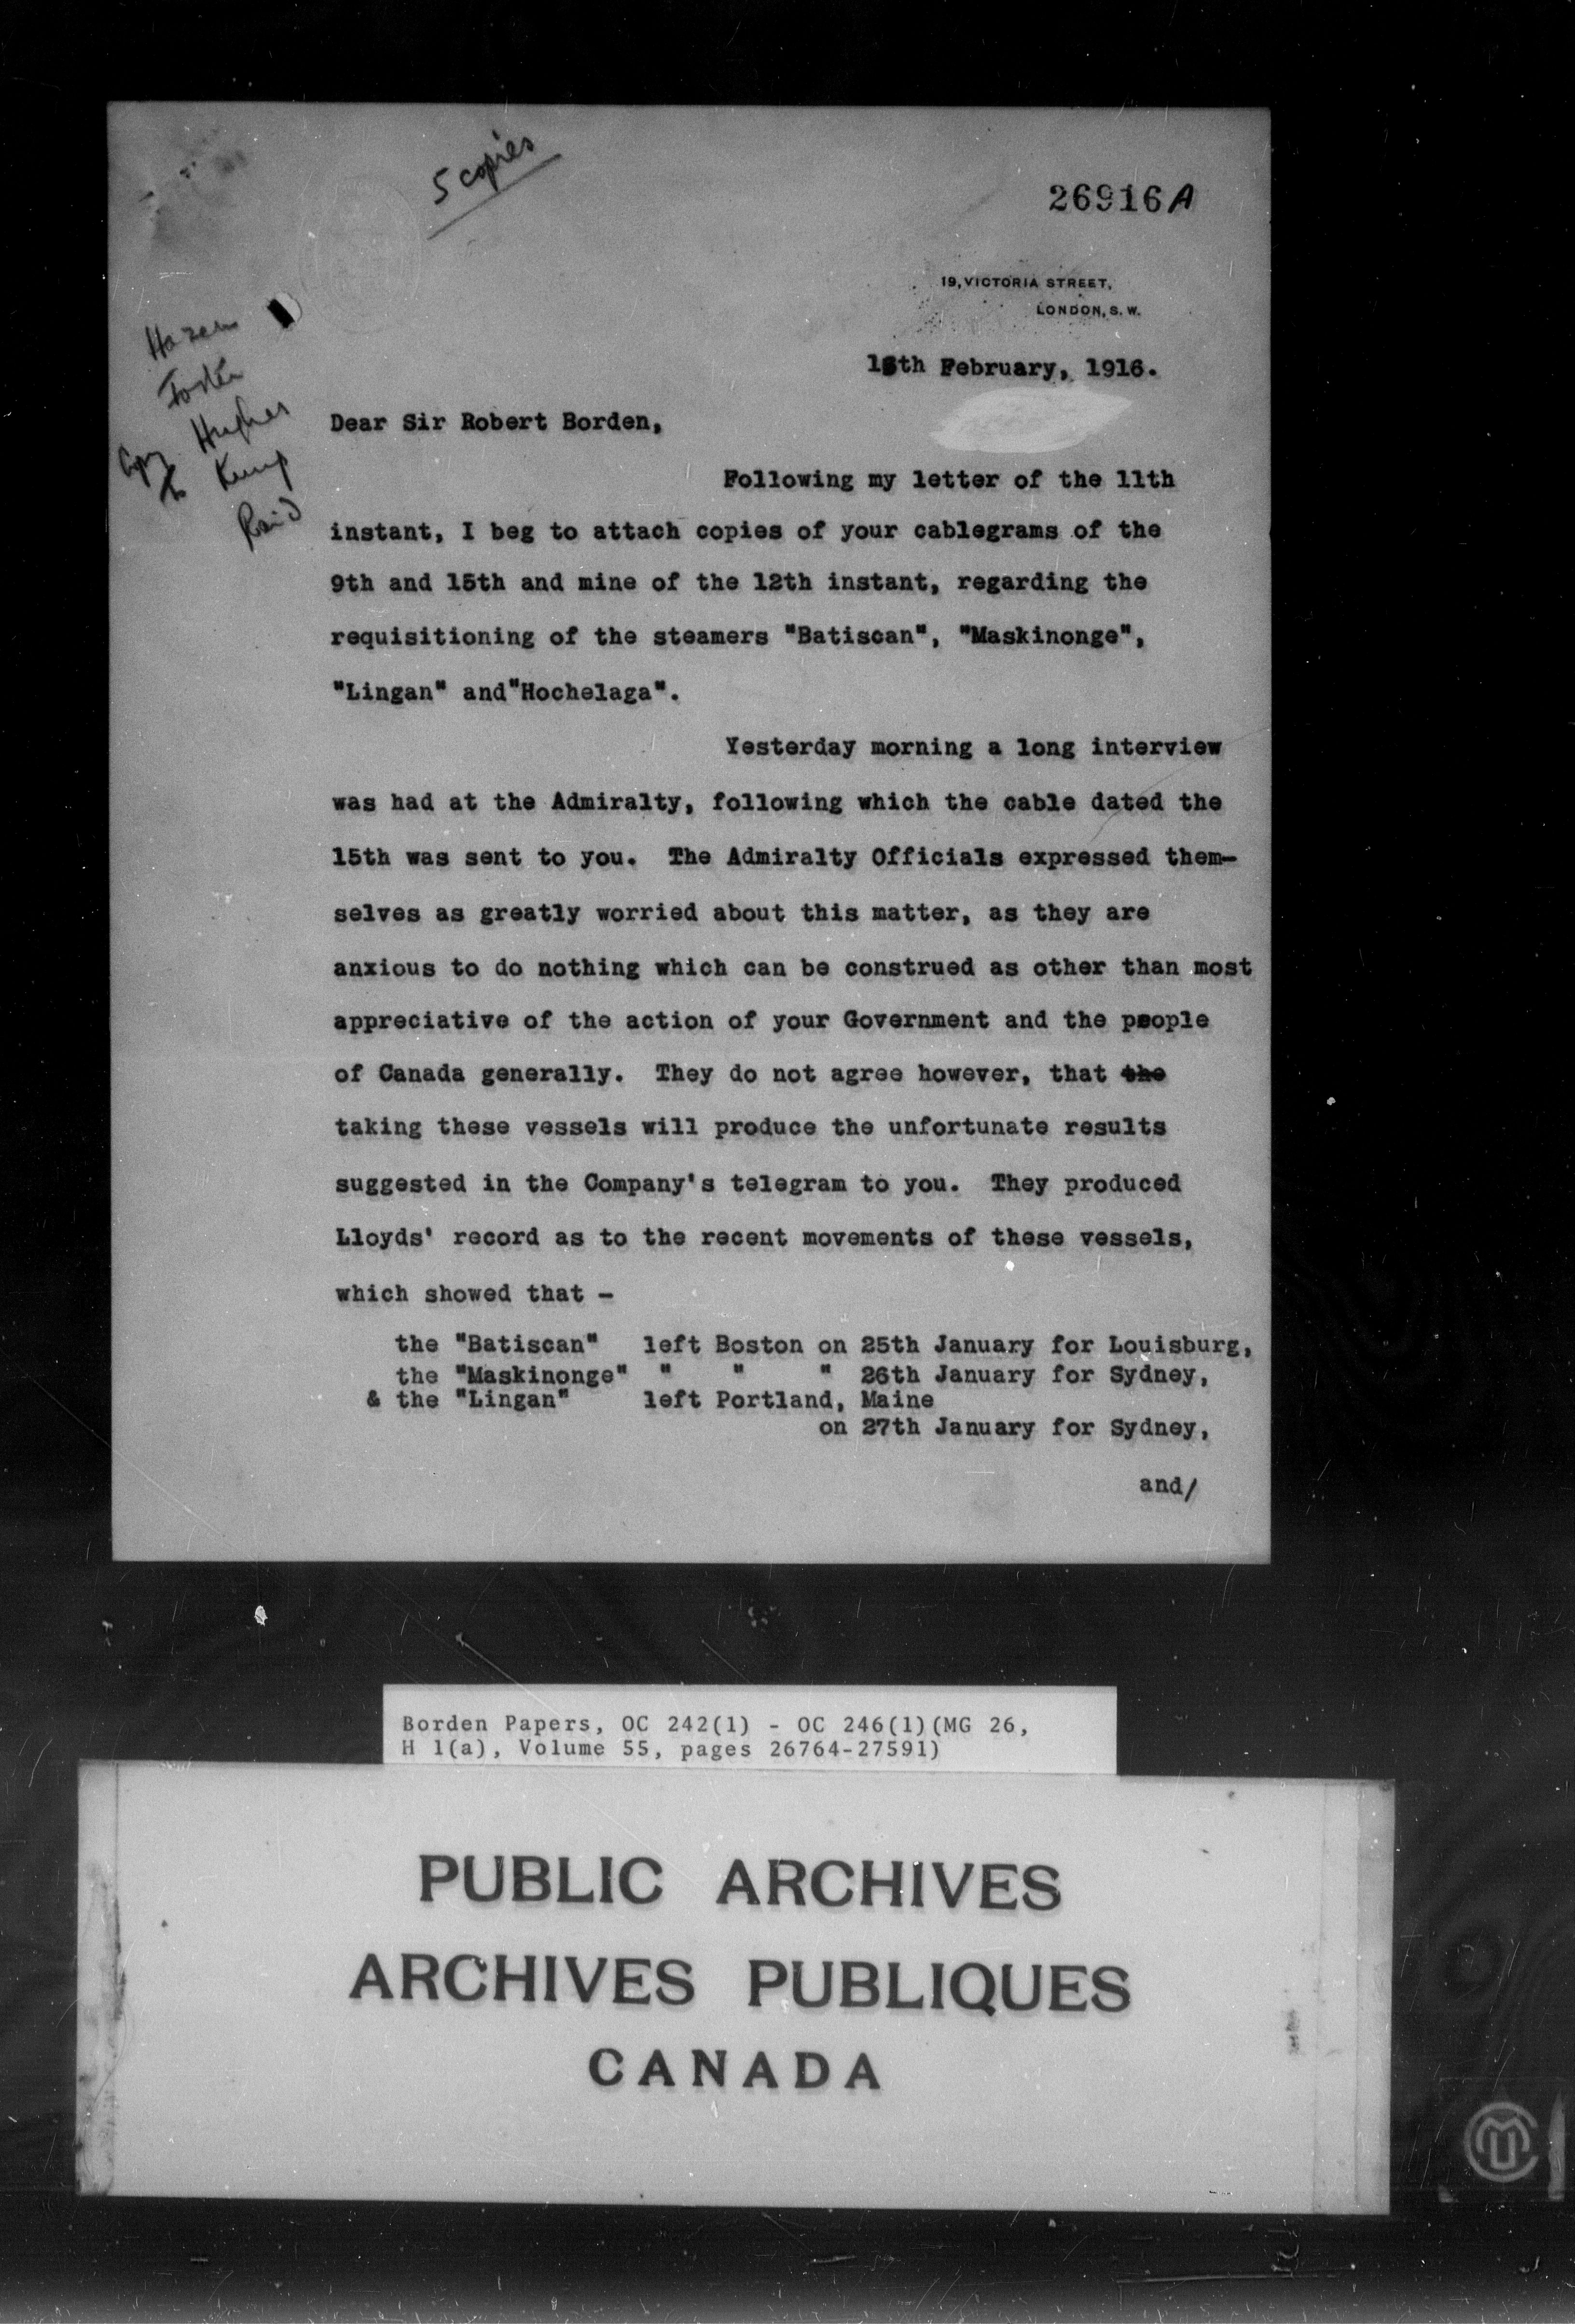 5 copies
26916A
19, VICTORIA STREET,
LONDON, S. W.
16th February, 1916.
Hazen
Foster
Hughes
Copy to Kemp
Reid
Dear Sir Robert Borden,
Following my letter of the 11th
instant, I beg to attach copies of your cablegrams of the
9th and 15th and mine of the 12th instant, regarding the
requisitioning of the steamers "Batiscan", "Maskinonge",
"Lingan" and"Hochelaga".
Yesterday morning a long interview
was had at the Admiralty, following which the cable dated the
15th was sent to you. The Admiralty Officials expressed them-
selves as greatly worried about this matter, as they are
anxious to do nothing which can be construed as other than most
appreciative of the action of your Government and the people
of Canada generally. They do not agree however, that the
taking these vessels will produce the unfortunate results
suggested in the Company's telegram to you. They produced
Lloyds' record as to the recent movements of these vessels,
which showed that -
the "Batiscan" left Boston on 25th January for Louisburg,
the "Maskinonge" " " " 26th January for Sydney,
& the "Lingan" left Portland, Maine
on 27th January for Sydney,
and/
Borden Papers, OC 242(1) - OC 246(1)(MG 26,
H 1(a), Volume 55, pages 26764-27591)
PUBLIC ARCHIVES
ARCHIVES PUBLIQUES
CANADA